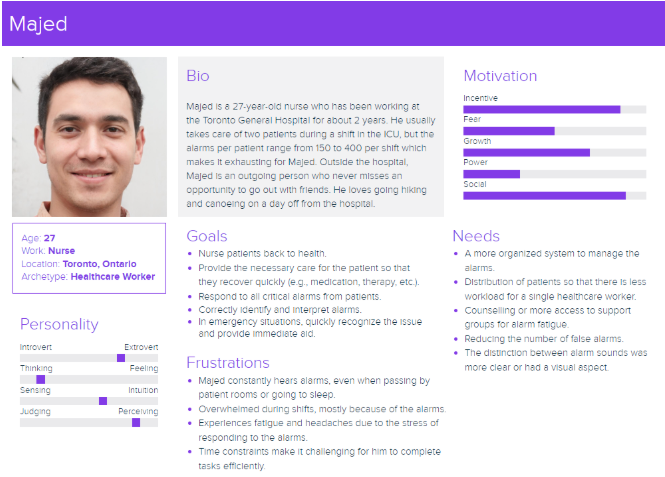 Majed
Bio
Majed is a 27-year-old nurse who has been working at
the Toronto General Hospital for about 2 years. He usually
takes care of two patients during a shift in the ICU, but the
alarms per patient range from 150 to 400 per shift which
makes it exhausting for Majed. Outside the hospital,
Majed is an outgoing person who never misses an
opportunity to go out with friends. He loves going hiking
and canoeing on a day off from the hospital.
Motivation
Incentive
Fear
Growth
Power
Social
Age: 27
Work: Nurse
Location: Toronto, Ontario
Archetype: Healthcare Worker
Personality
Introvert Extrovert
Thinking Feeling
Sensing Intuition
Judging Perceiving
Goals
• Nurse patients back to health.
• Provide the necessary care for the patient so that
they recover quickly (e.g., medication, therapy, etc.).
• Respond to all critical alarms from patients.
• Correctly identify and interpret alarms.
• In emergency situations, quickly recognize the issue
and provide immediate aid.
Frustrations
• Majed constantly hears alarms, even when passing by
patient rooms or going to sleep.
• Overwhelmed during shifts, mostly because of the alarms.
• Experiences fatigue and headaches due to the stress of
responding to the alarms.
• Time constraints make it challenging for him to complete
tasks efficiently.
Needs
• A more organized system to manage the
alarms.
• Distribution of patients so that there is less
workload for a single healthcare worker.
• Counselling or more access to support
groups for alarm fatigue.
• Reducing the number of false alarms.
• The distinction between alarm sounds was
more clear or had a visual aspect.